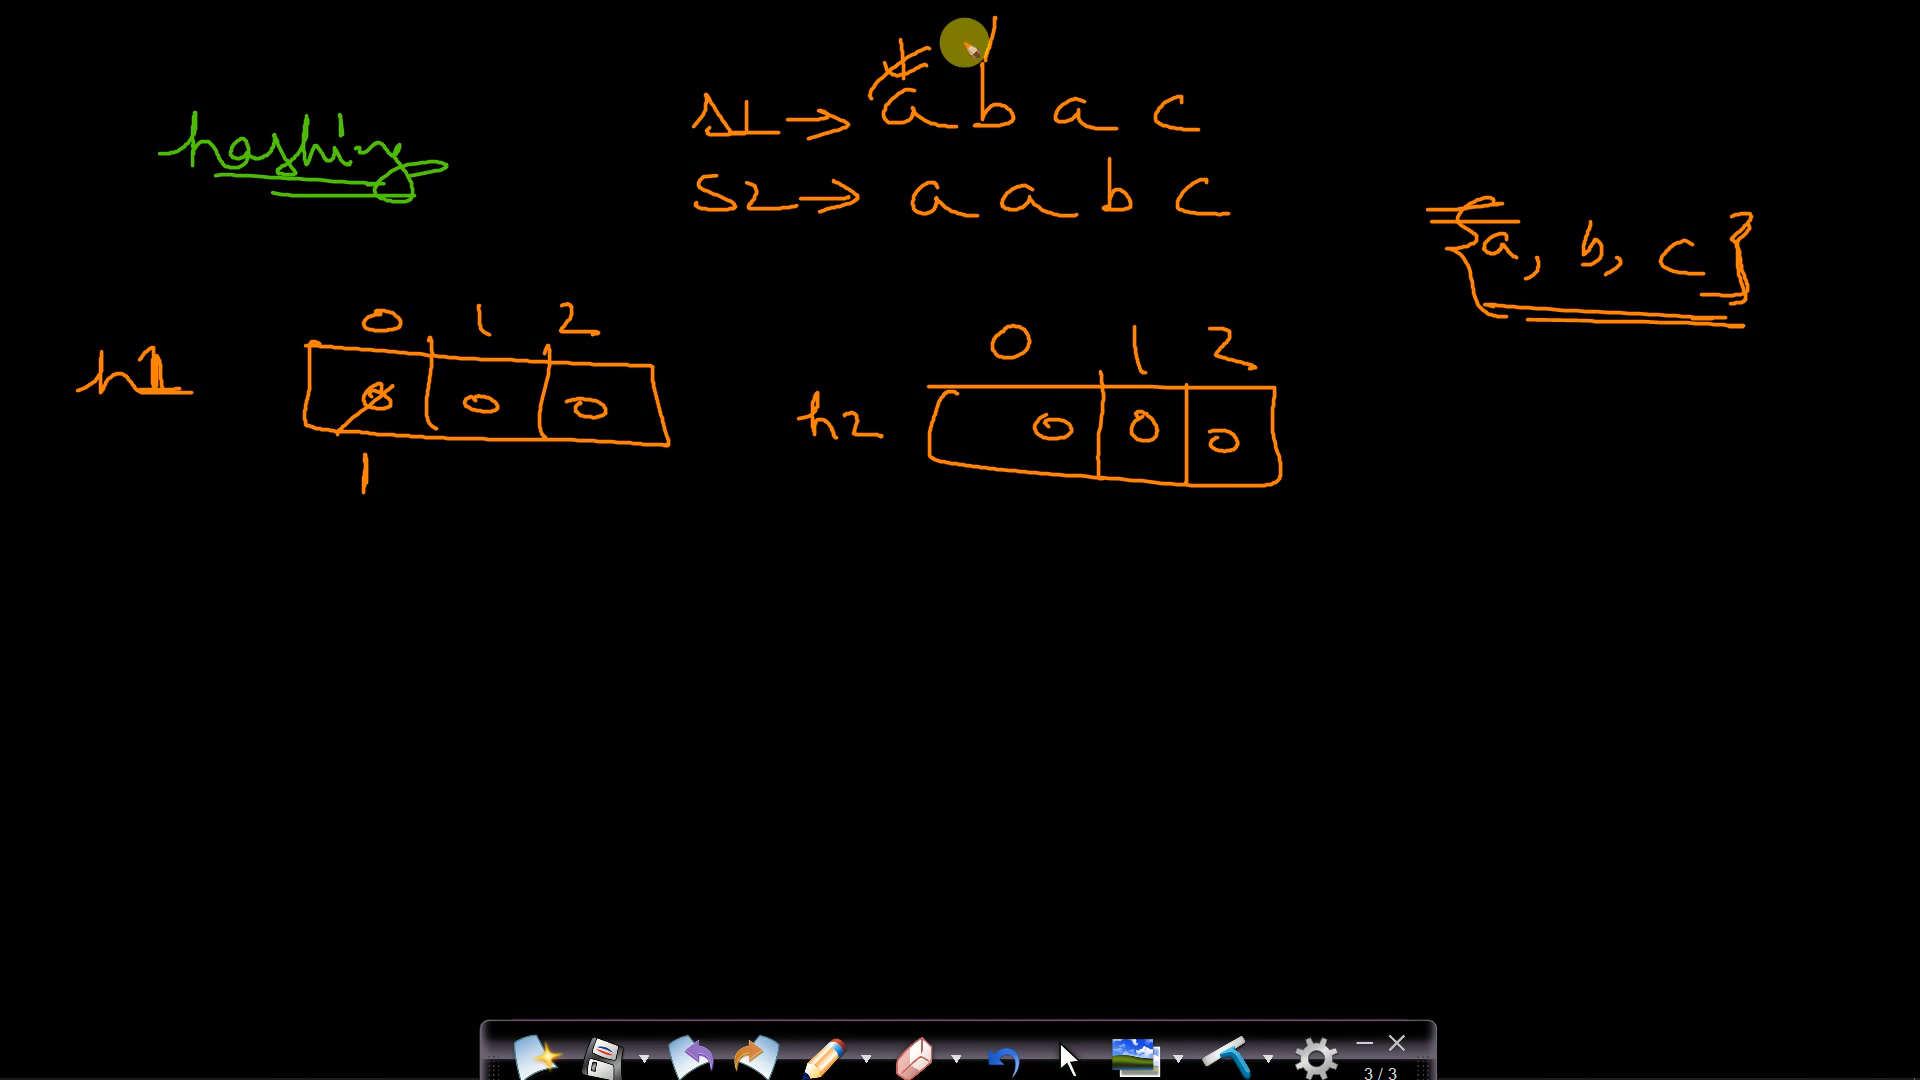 hashing
S1 → a b a c
S2 → a a b c
{a, b, c}
0 1 2
h1 0 0 0
1
0 1 2
h2 0 0 0
3 / 3